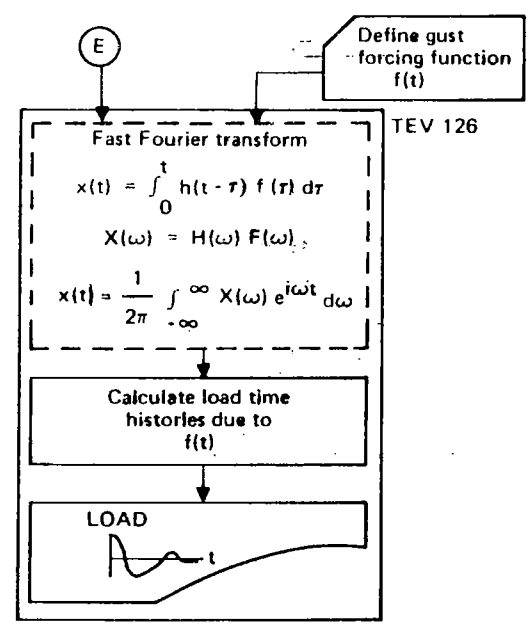 E
Define gust
forcing function
f(t)
TEV 126
Fast Fourier transform
x(t) = ∫₀ᵗ h(t - τ) f (τ) dτ
X(ω) = H(ω) F(ω)
x(t) = 1/2π ∫₋∞^∞ X(ω) e^iωt dω
Calculate load time
histories due to
f(t)
LOAD
t